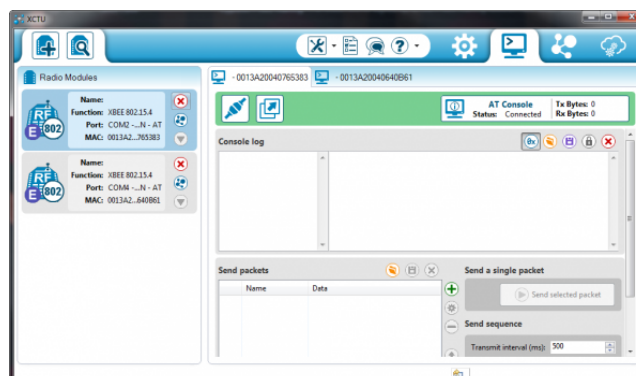 XCTU
Radio Modules
RF
E 802
Name:
Function: XBEE 802.15.4
Port: COM2 -...N - AT
MAC: 0013A2...765383
RF
E 802
Name:
Function: XBEE 802.15.4
Port: COM4 -...N - AT
MAC: 0013A2...640B61
- 0013A20040765383
- 0013A20040640B61
AT Console
Status: Connected
Tx Bytes: 0
Rx Bytes: 0
Console log
0x
Send packets
Name Data
Send a single packet
Send selected packet
Send sequence
Transmit interval (ms): 500